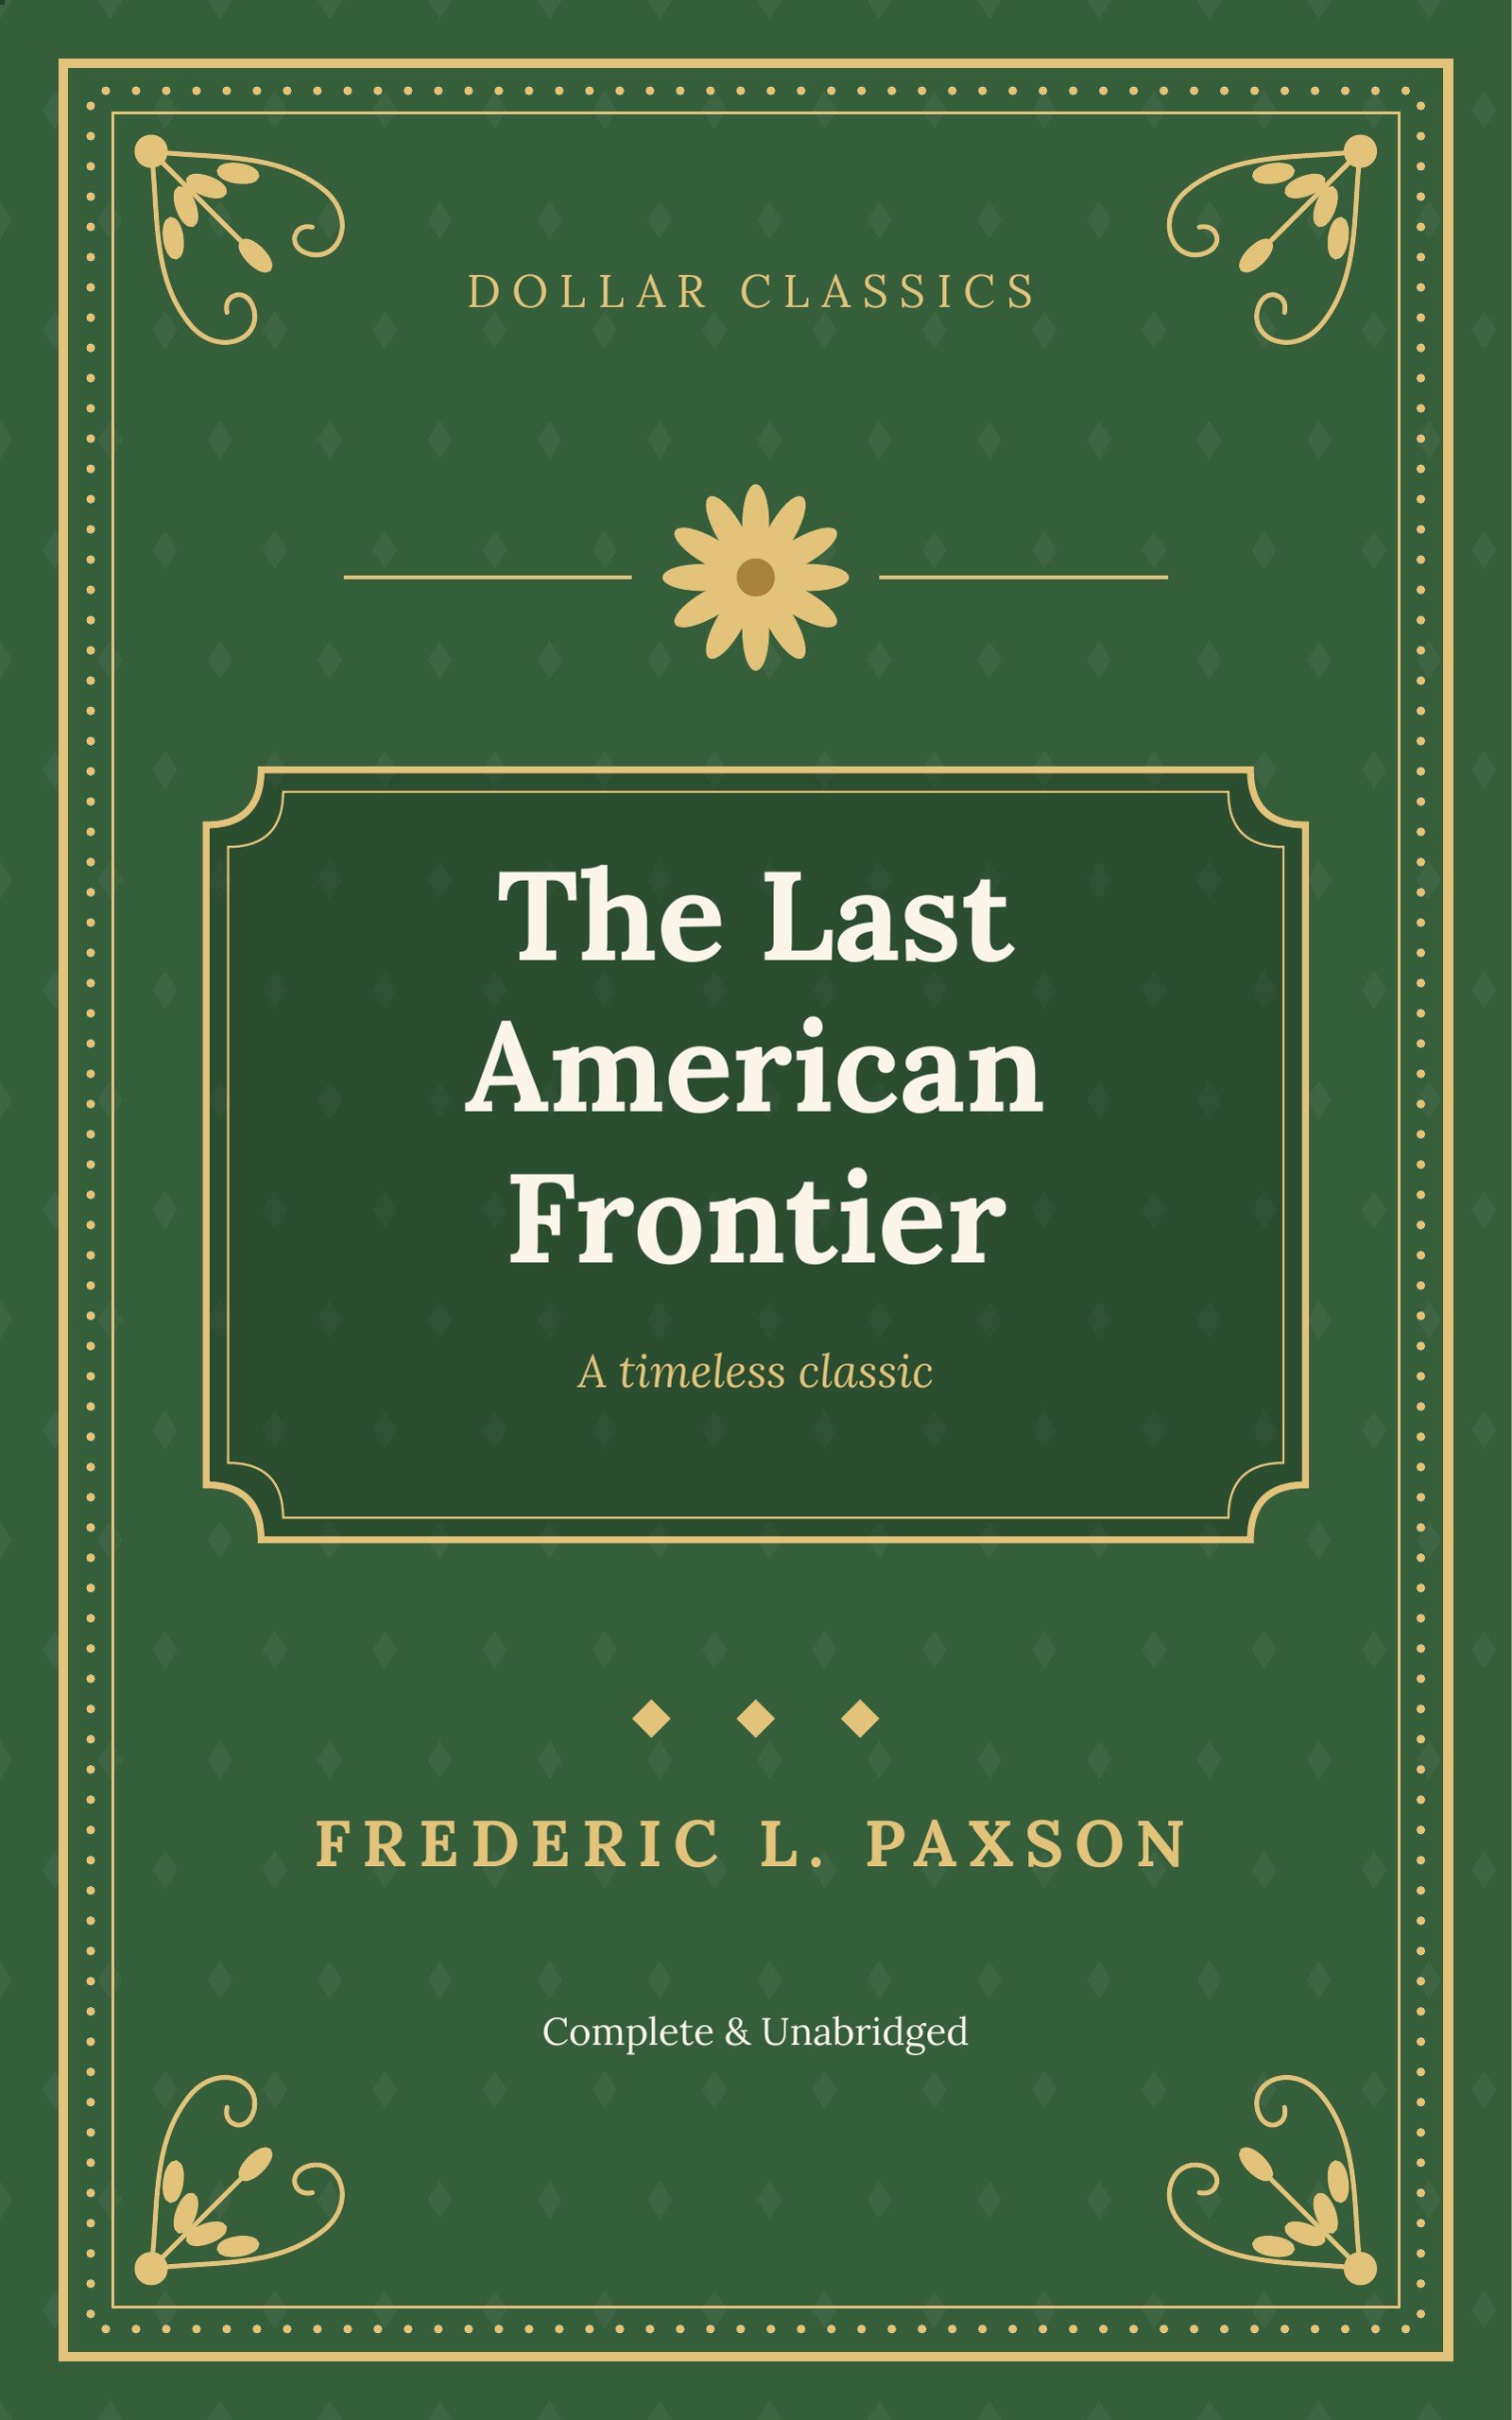 DOLLAR CLASSICS
The Last
American
Frontier
A timeless classic
FREDERIC L. PAXSON
Complete & Unabridged